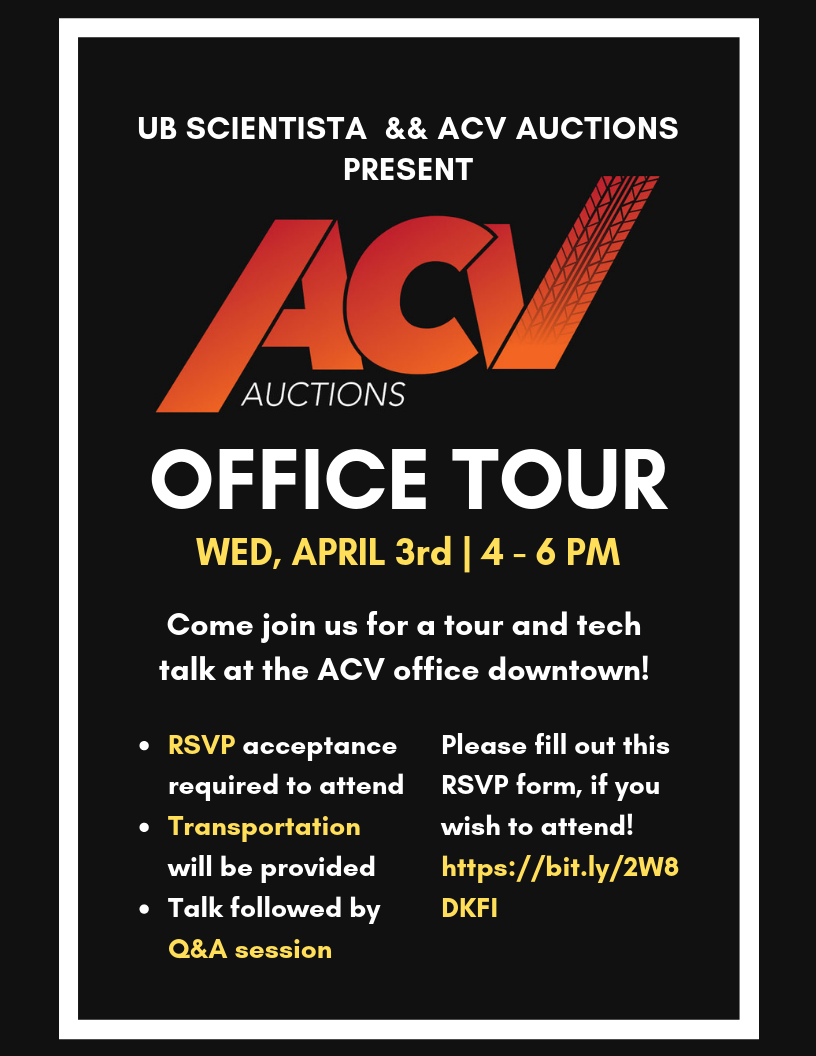 UB SCIENTISTA && ACV AUCTIONS
PRESENT
ACV
AUCTIONS
OFFICE TOUR
WED, APRIL 3rd | 4 - 6 PM
Come join us for a tour and tech
talk at the ACV office downtown!
• RSVP acceptance
required to attend
• Transportation
will be provided
• Talk followed by
Q&A session
Please fill out this
RSVP form, if you
wish to attend!
https://bit.ly/2W8
DKFI